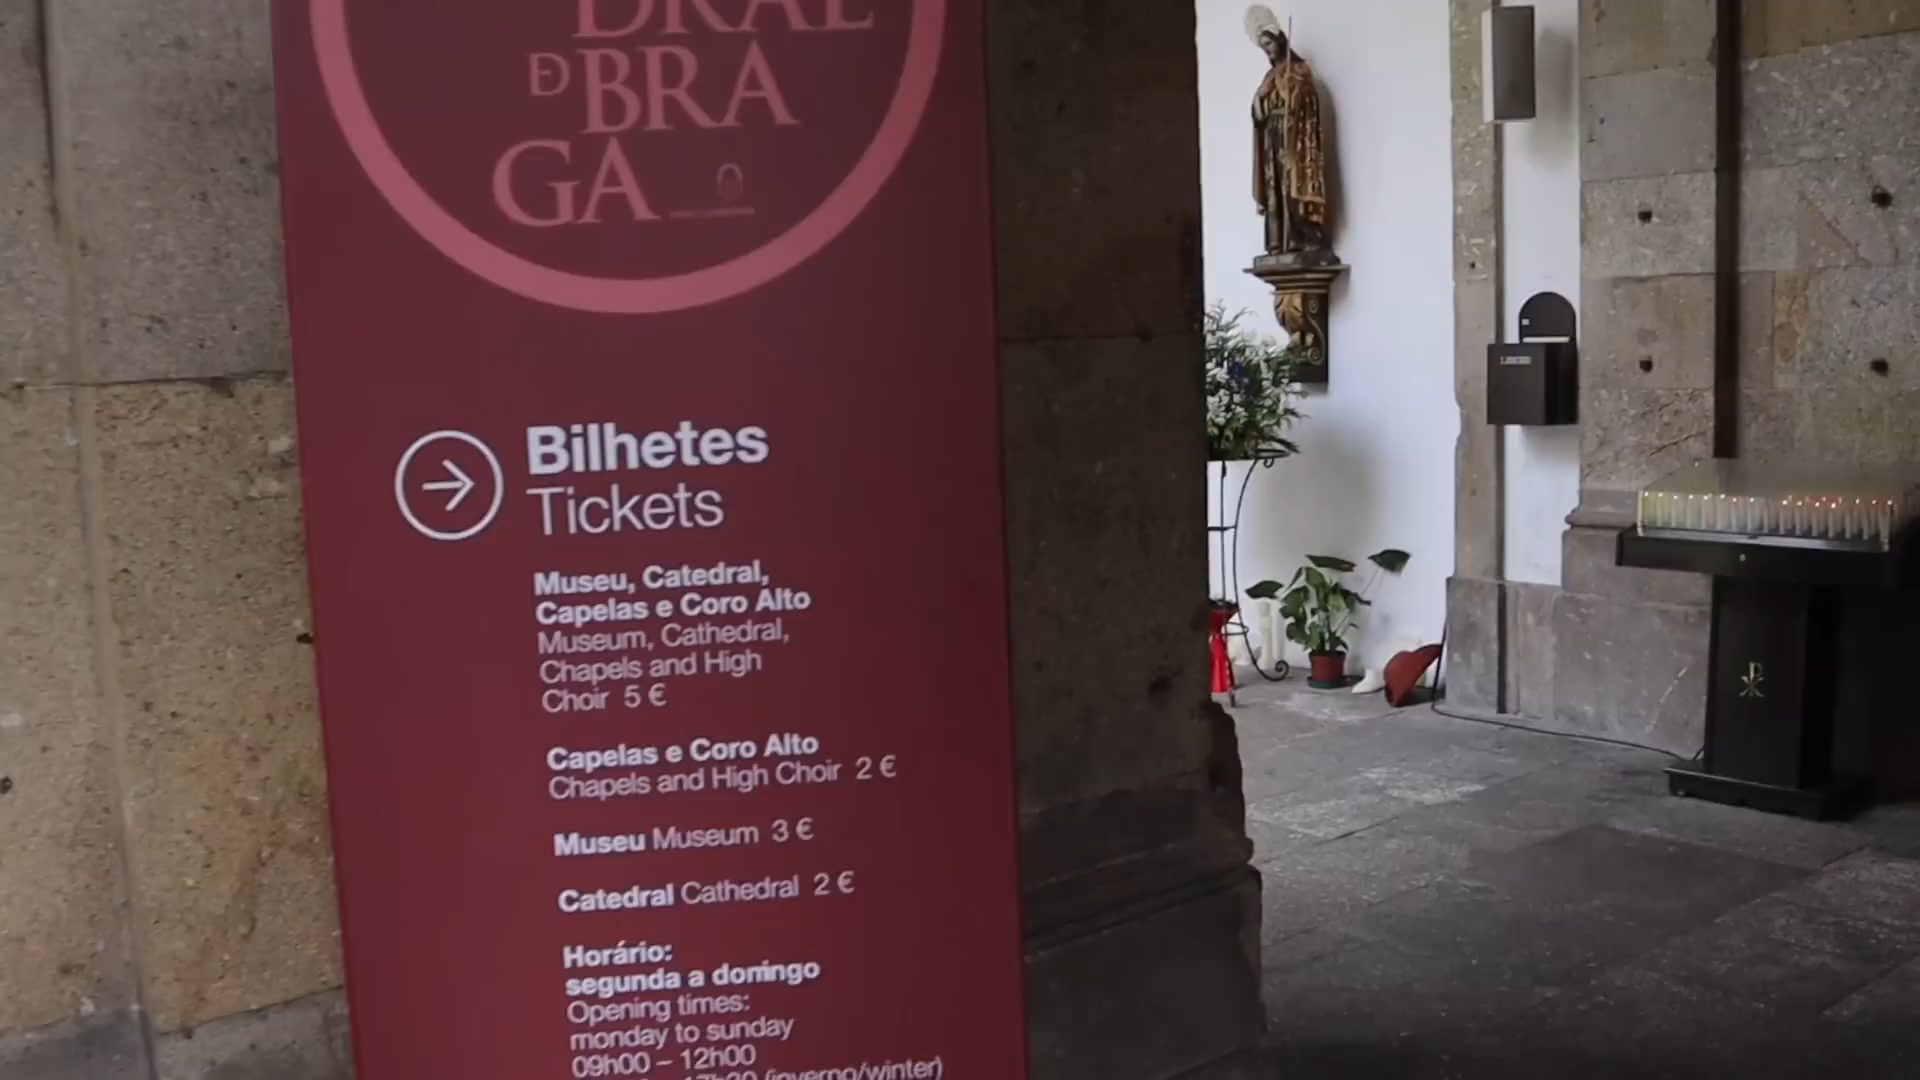 DRAL
Đ BRA
GA
Bilhetes
Tickets
Museu, Catedral,
Capelas e Coro Alto
Museum, Cathedral,
Chapels and High
Choir 5 €
Capelas e Coro Alto
Chapels and High Choir 2 €
Museu Museum 3 €
Catedral Cathedral 2 €
Horário:
segunda a domingo
Opening times:
monday to sunday
09h00 – 12h00
(inverno/winter)